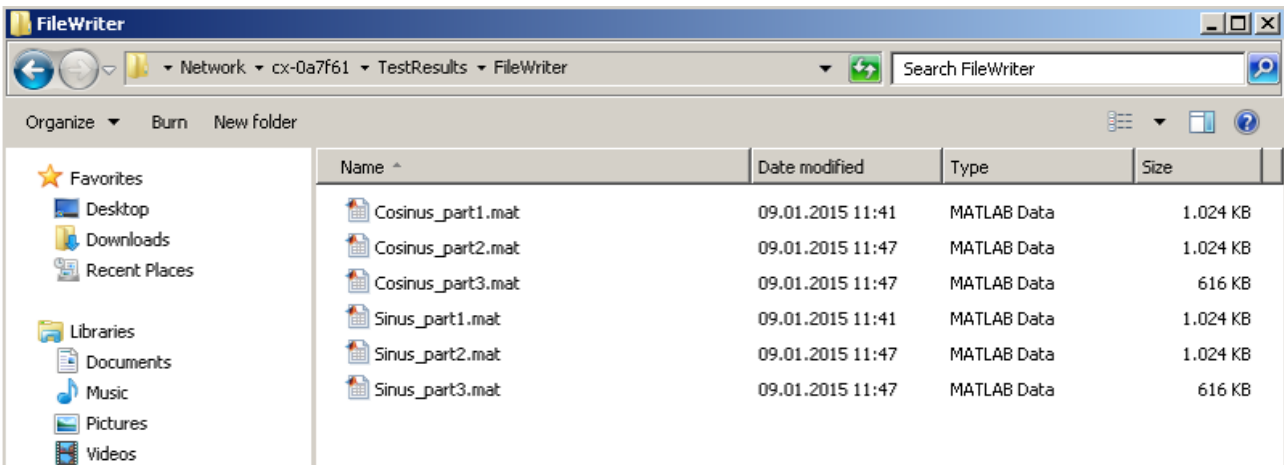 FileWriter
Network cx-0a7f61 TestResults FileWriter Search FileWriter
Organize Burn New folder
Name Date modified Type Size
Favorites
Desktop
Downloads
Recent Places
Libraries
Documents
Music
Pictures
Videos
Cosinus_part1.mat 09.01.2015 11:41 MATLAB Data 1.024 KB
Cosinus_part2.mat 09.01.2015 11:47 MATLAB Data 1.024 KB
Cosinus_part3.mat 09.01.2015 11:47 MATLAB Data 616 KB
Sinus_part1.mat 09.01.2015 11:41 MATLAB Data 1.024 KB
Sinus_part2.mat 09.01.2015 11:47 MATLAB Data 1.024 KB
Sinus_part3.mat 09.01.2015 11:47 MATLAB Data 616 KB